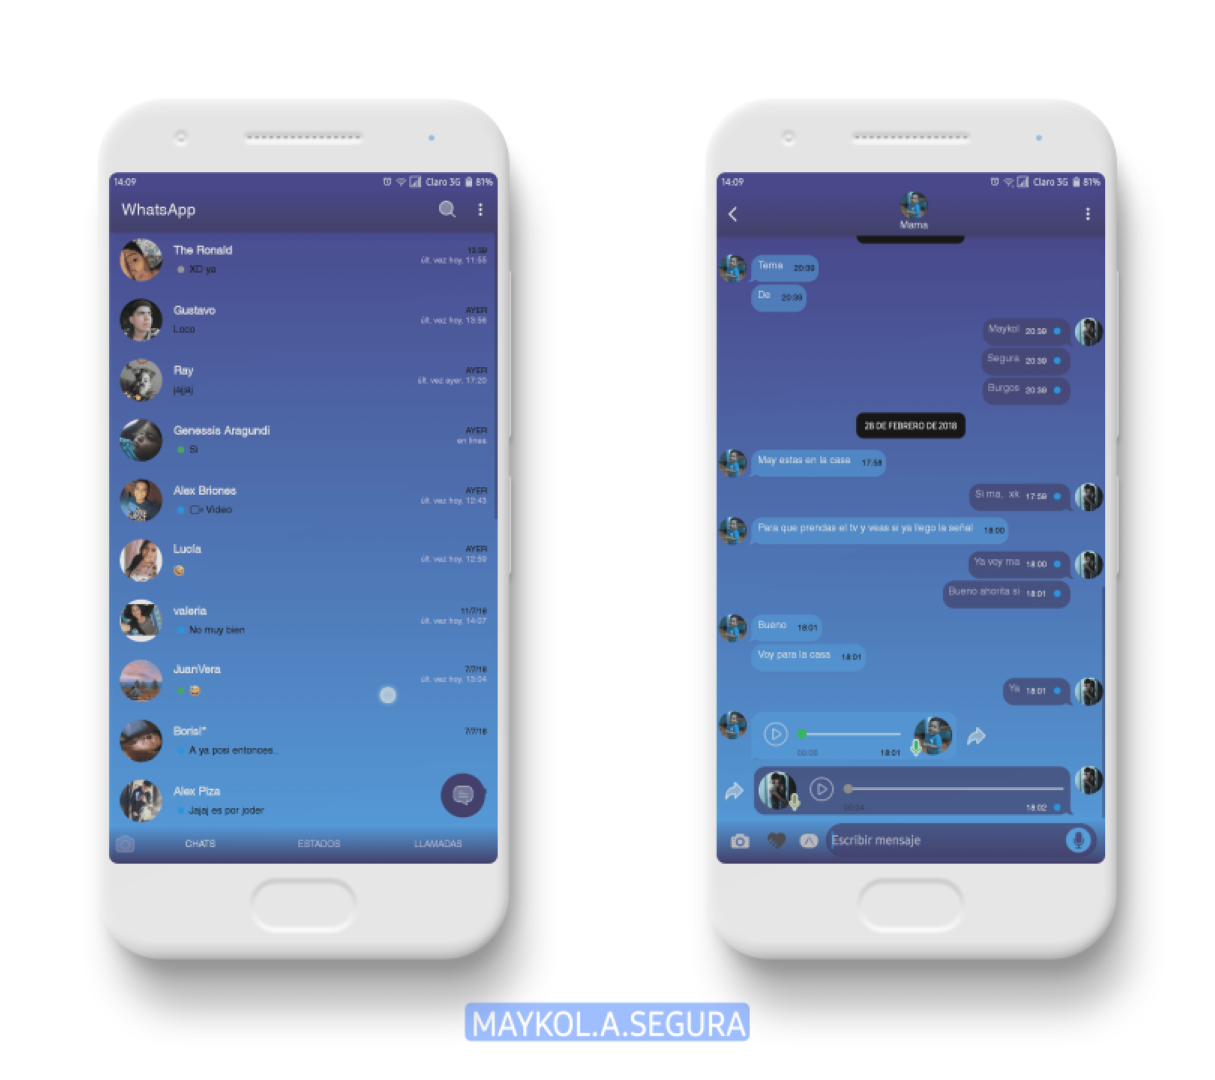 14:09
Claro 3G 81%
WhatsApp
The Ronald
13:59
XD ya
últ. vez hoy, 11:55
Gustavo
AYER
Loco
últ. vez hoy, 13:56
Ray
AYER
jajjaj
últ. vez ayer, 17:20
Genessis Aragundi
AYER
Si
en linea
Alex Briones
AYER
Video
últ. vez hoy, 12:43
Lucía
AYER
últ. vez hoy, 12:59
valeria
11/7/18
No muy bien
últ. vez hoy, 14:07
JuanVera
7/7/18
últ. vez hoy, 13:04
Boris!*
7/7/18
A ya posi entonces..
Alex Piza
Jajaj es por joder
CHATS
ESTADOS
LLAMADAS
14:09
Claro 3G 81%
Mama
Tema 20:39
De 20:39
Maykol 20:39
Segura 20:39
Burgos 20:39
28 DE FEBRERO DE 2018
May estas en la casa 17:58
Si ma, xk 17:59
Para que prendas el tv y veas si ya llego la señal 18:00
Ya voy ma 18:00
Bueno ahorita si 18:01
Bueno 18:01
Voy para la casa 18:01
Ya 18:01
18:01
18:02
Escribir mensaje
MAYKOL.A.SEGURA